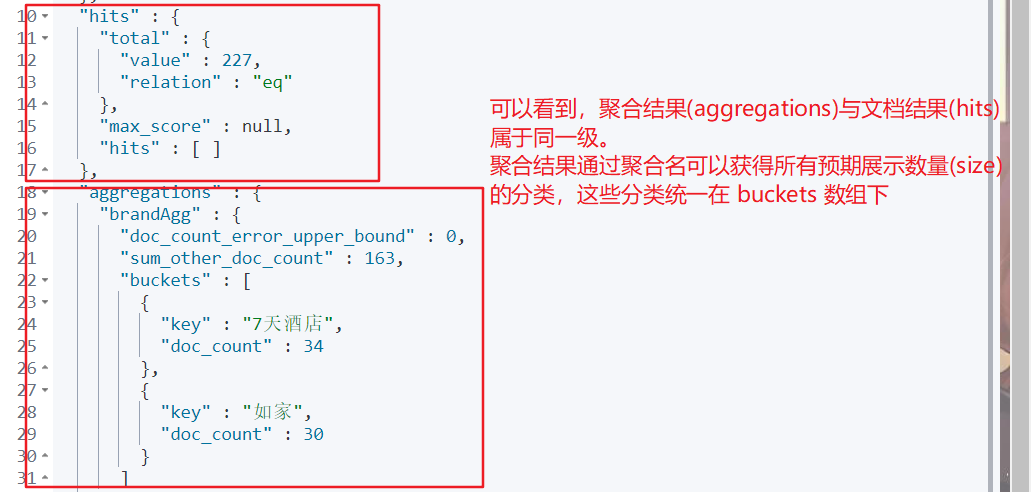 10 "hits" : {
11 "total" : {
12 "value" : 227,
13 "relation" : "eq"
14 },
15 "max_score" : null,
16 "hits" : [ ]
17 },
18 "aggregations" : {
19 "brandAgg" : {
20 "doc_count_error_upper_bound" : 0,
21 "sum_other_doc_count" : 163,
22 "buckets" : [
23 {
24 "key" : "7天酒店",
25 "doc_count" : 34
26 },
27 {
28 "key" : "如家",
29 "doc_count" : 30
30 }
31 ]
可以看到，聚合结果(aggregations)与文档结果(hits)
属于同一级。
聚合结果通过聚合名可以获得所有预期展示数量(size)
的分类，这些分类统一在 buckets 数组下